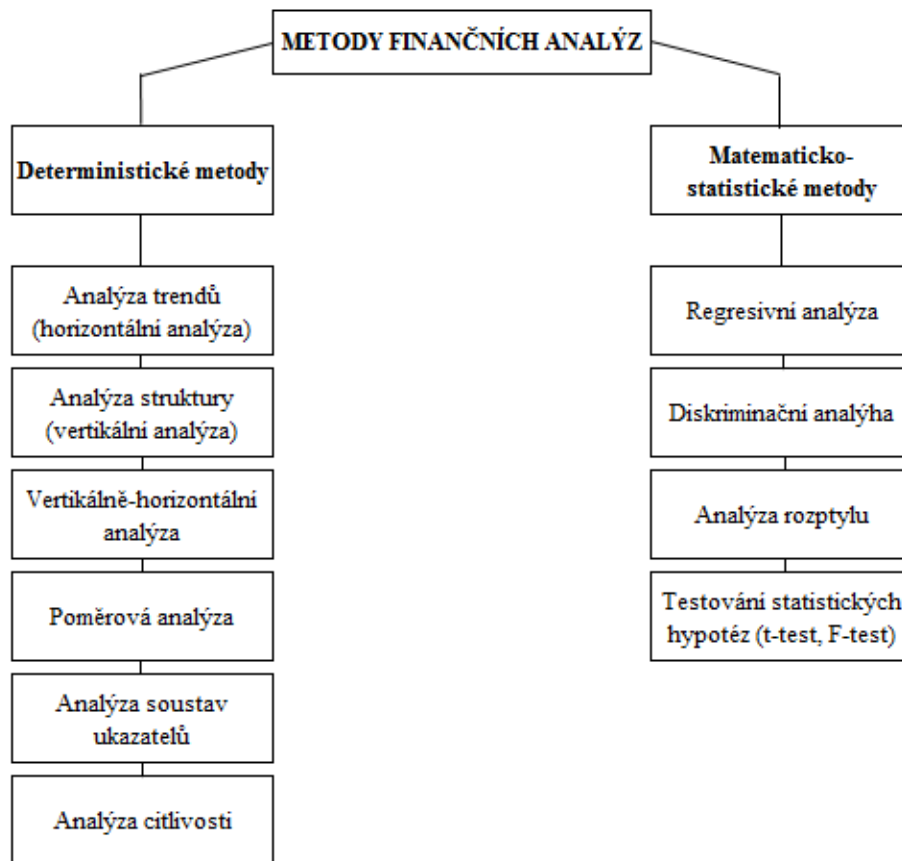 METODY FINANČNÍCH ANALÝZ
Deterministické metody
Analýza trendů
(horizontální analýza)
Analýza struktury
(vertikální analýza)
Vertikálně-horizontální
analýza
Poměrová analýza
Analýza soustav
ukazatelů
Analýza citlivosti
Matematicko-
statistické metody
Regresivní analýza
Diskriminační analýha
Analýza rozptylu
Testování statistických
hypotéz (t-test, F-test)